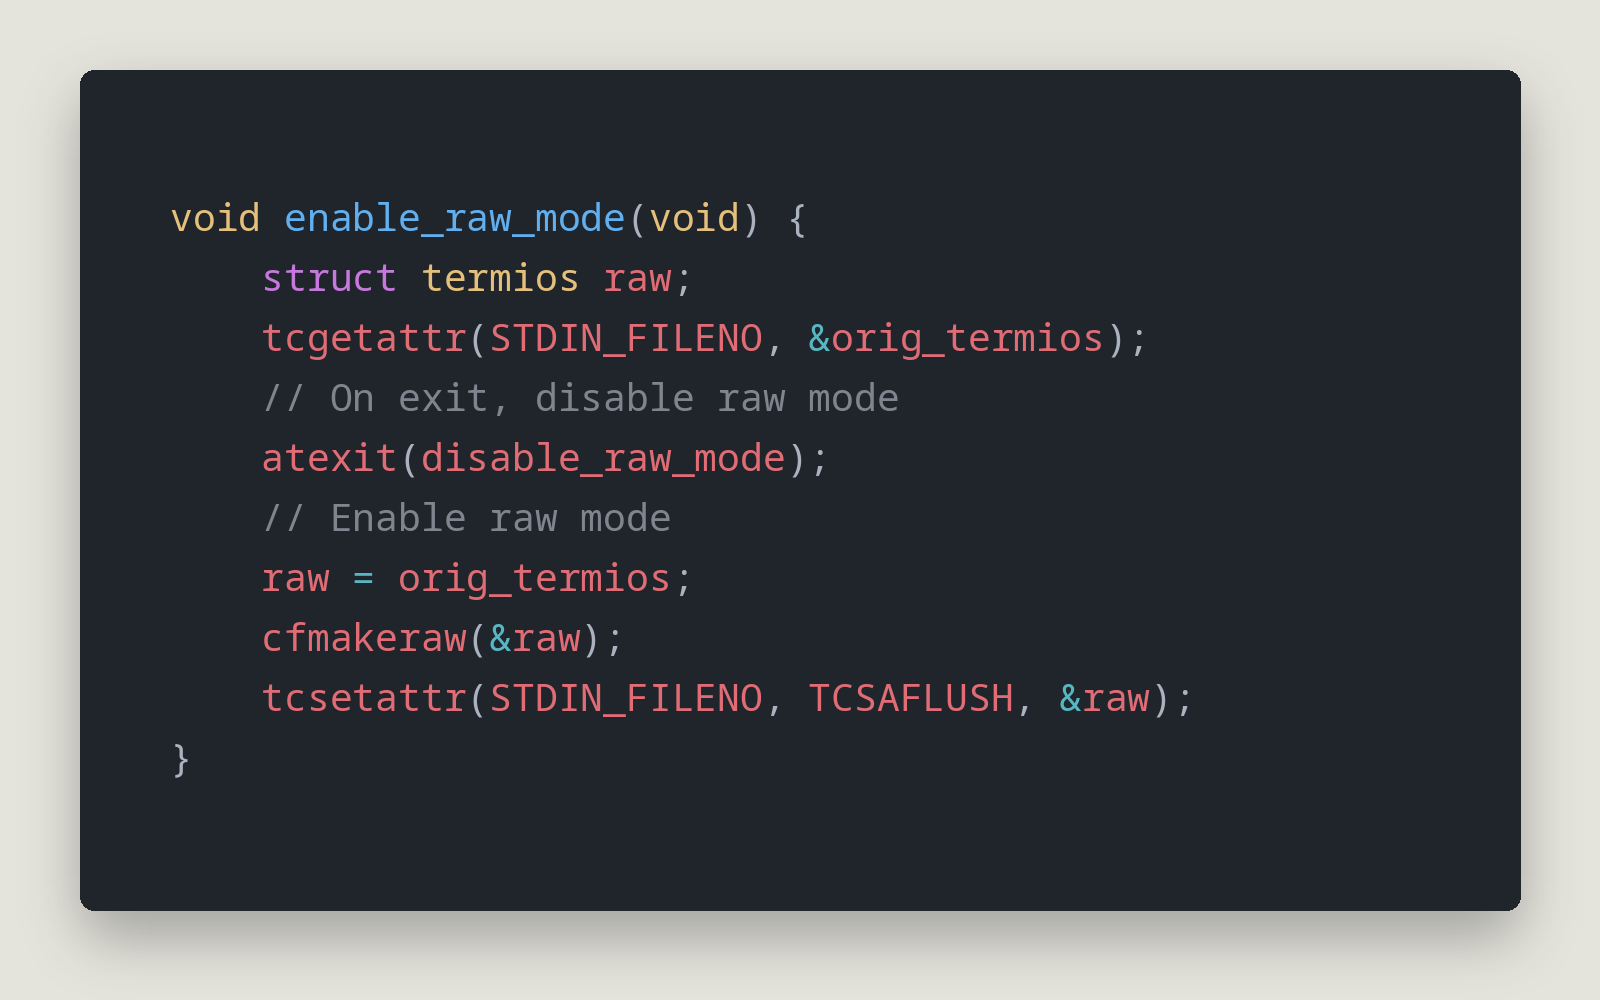 void enable_raw_mode(void) {
    struct termios raw;
    tcgetattr(STDIN_FILENO, &orig_termios);
    // On exit, disable raw mode
    atexit(disable_raw_mode);
    // Enable raw mode
    raw = orig_termios;
    cfmakeraw(&raw);
    tcsetattr(STDIN_FILENO, TCSAFLUSH, &raw);
}